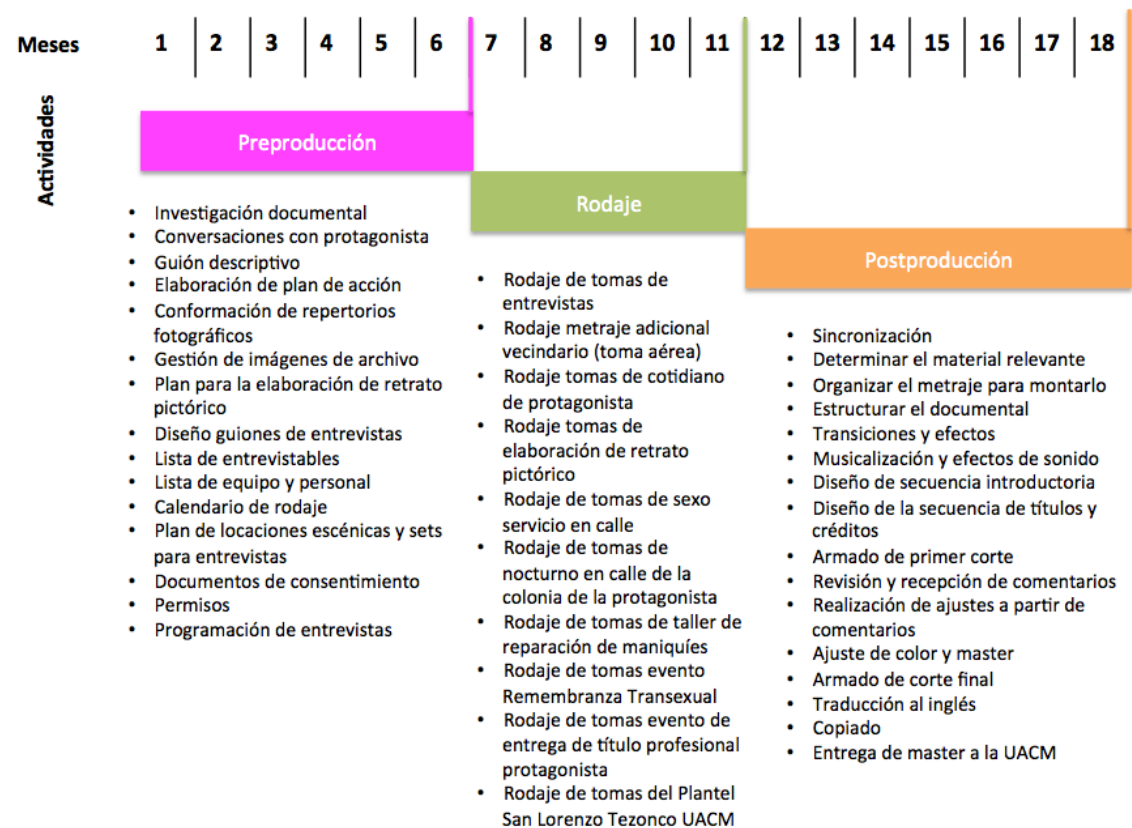 Meses 1 2 3 4 5 6 7 8 9 10 11 12 13 14 15 16 17 18
Actividades
Preproducción
• Investigación documental
• Conversaciones con protagonista
• Guión descriptivo
• Elaboración de plan de acción
• Conformación de repertorios
fotográficos
• Gestión de imágenes de archivo
• Plan para la elaboración de retrato
pictórico
• Diseño guiones de entrevistas
• Lista de entrevistables
• Lista de equipo y personal
• Calendario de rodaje
• Plan de locaciones escénicas y sets
para entrevistas
• Documentos de consentimiento
• Permisos
• Programación de entrevistas
Rodaje
• Rodaje de tomas de
entrevistas
• Rodaje metraje adicional
vecindario (toma aérea)
• Rodaje tomas de cotidiano
de protagonista
• Rodaje tomas de
elaboración de retrato
pictórico
• Rodaje de tomas de sexo
servicio en calle
• Rodaje de tomas de
nocturno en calle de la
colonia de la protagonista
• Rodaje de tomas de taller de
reparación de maniquíes
• Rodaje de tomas evento
Remembranza Transexual
• Rodaje de tomas evento de
entrega de título profesional
protagonista
• Rodaje de tomas del Plantel
San Lorenzo Tezonco UACM
Postproducción
• Sincronización
• Determinar el material relevante
• Organizar el metraje para montarlo
• Estructurar el documental
• Transiciones y efectos
• Musicalización y efectos de sonido
• Diseño de secuencia introductoria
• Diseño de la secuencia de títulos y
créditos
• Armado de primer corte
• Revisión y recepción de comentarios
• Realización de ajustes a partir de
comentarios
• Ajuste de color y master
• Armado de corte final
• Traducción al inglés
• Copiado
• Entrega de master a la UACM